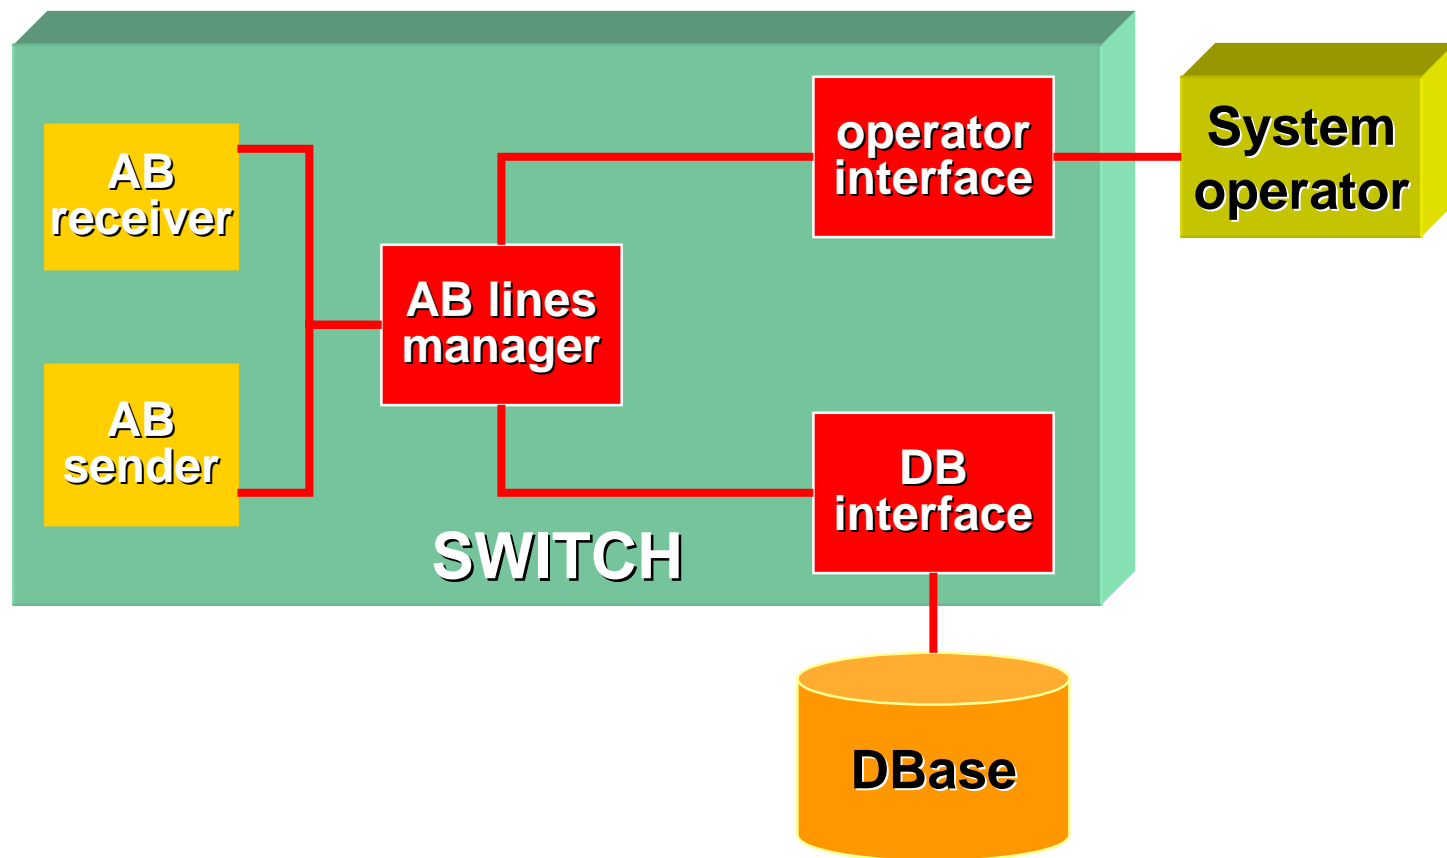 AB
receiver
AB
sender
AB lines
manager
operator
interface
DB
interface
SWITCH
System
operator
DBase